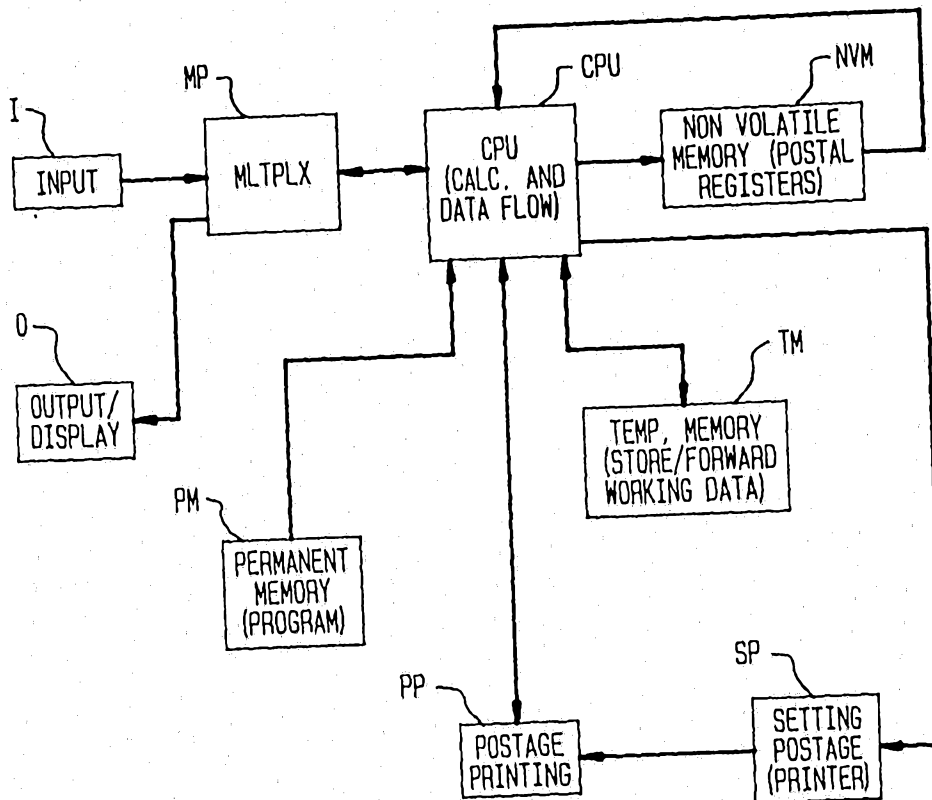 I
INPUT
MP
MLTPLX
CPU
CPU
(CALC. AND
DATA FLOW)
NVM
NON VOLATILE
MEMORY (POSTAL
REGISTERS)
O
OUTPUT/
DISPLAY
TM
TEMP. MEMORY
(STORE/FORWARD
WORKING DATA)
PM
PERMANENT
MEMORY
(PROGRAM)
PP
POSTAGE
PRINTING
SP
SETTING
POSTAGE
(PRINTER)